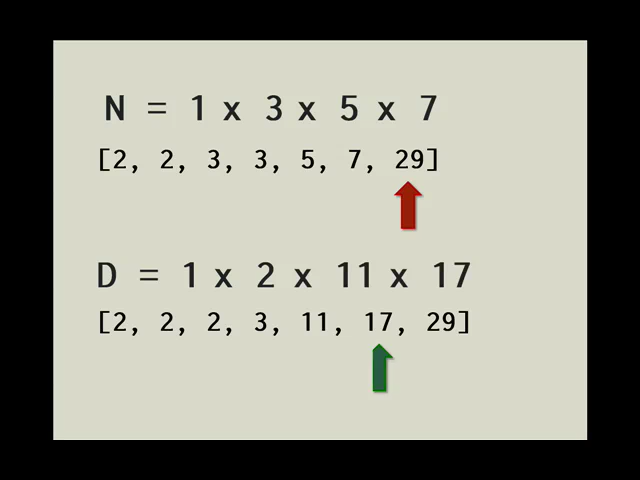 N = 1 x 3 x 5 x 7
[2, 2, 3, 3, 5, 7, 29]
D = 1 x 2 x 11 x 17
[2, 2, 2, 3, 11, 17, 29]